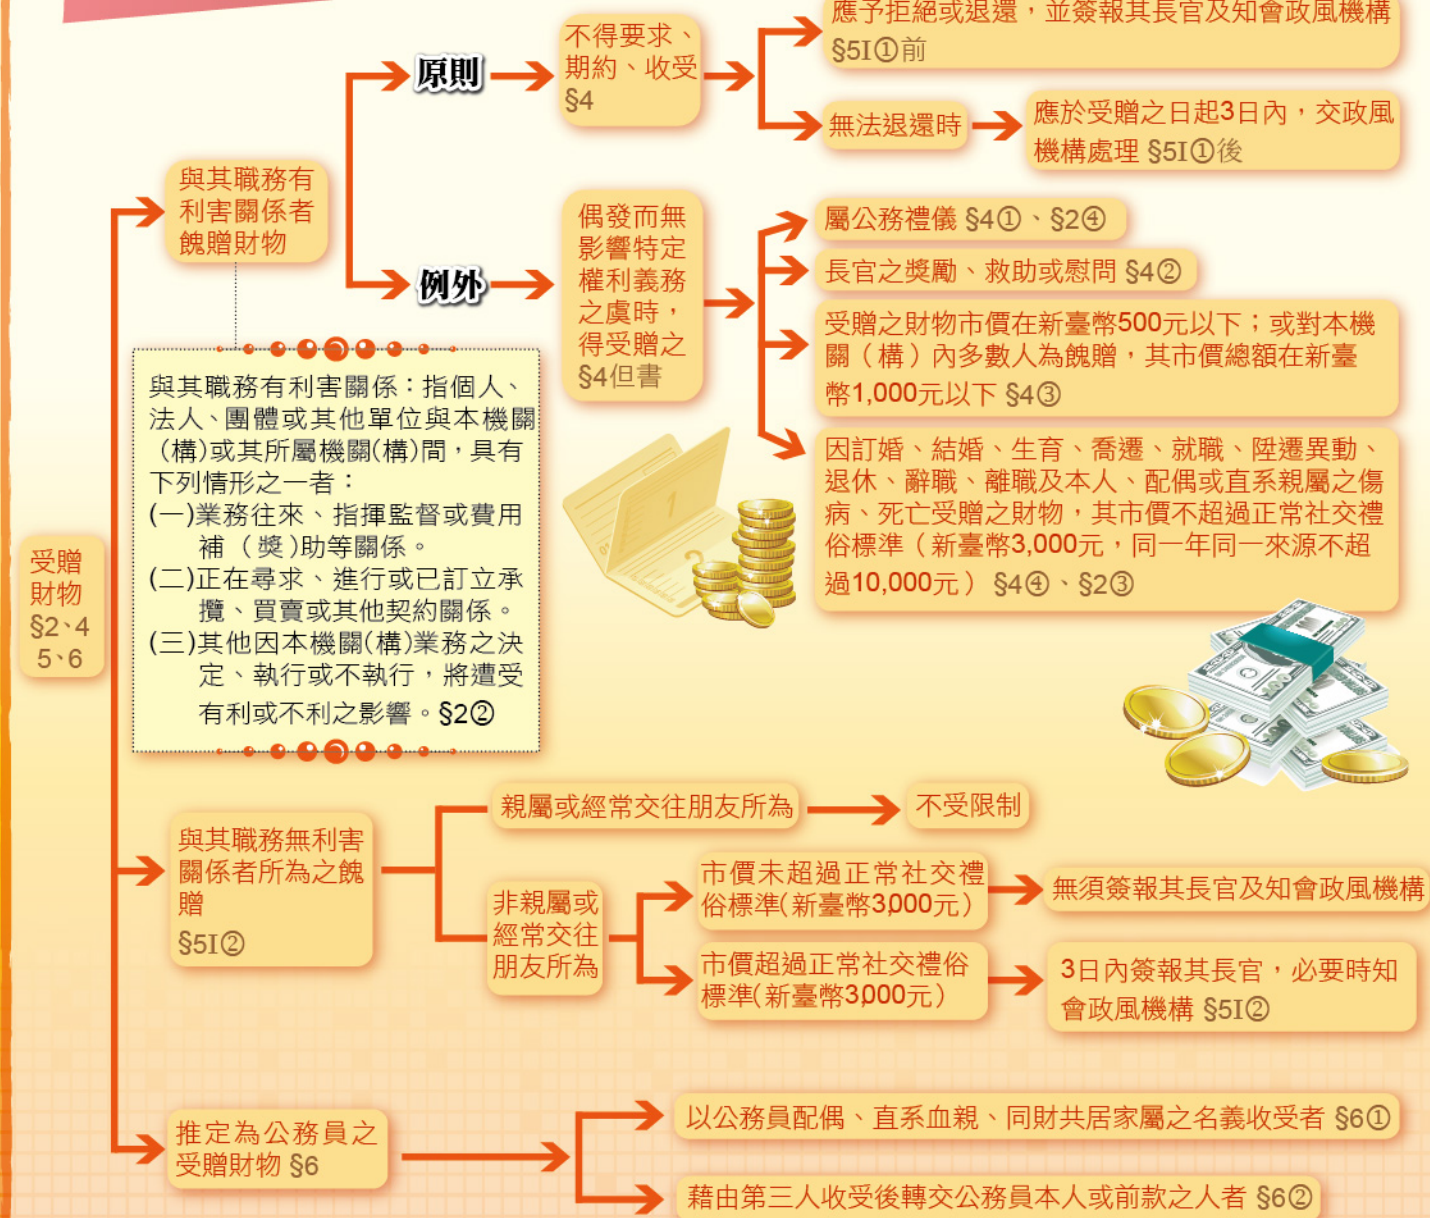 應予拒絕或退還，並簽報其長官及知會政風機構
§5I①前
不得要求、
期約、收受
§4
原則
無法退還時
應於受贈之日起3日內，交政風
機構處理 §5I①後
與其職務有
利害關係者
餽贈財物
例外
偶發而無
影響特定
權利義務
之虞時，
得受贈之
§4但書
屬公務禮儀 §4①、§2④
長官之獎勵、救助或慰問 §4②
受贈之財物市價在新臺幣500元以下；或對本機
關（構）內多數人為餽贈，其市價總額在新臺
幣1,000元以下 §4③
因訂婚、結婚、生育、喬遷、就職、陞遷異動、
退休、辭職、離職及本人、配偶或直系親屬之傷
病、死亡受贈之財物，其市價不超過正常社交禮
俗標準（新臺幣3,000元，同一年同一來源不超
過10,000元） §4④、§2③
與其職務有利害關係：指個人、
法人、團體或其他單位與本機關
(構)或其所屬機關(構)間，具有
下列情形之一者：
(一)業務往來、指揮監督或費用
補（獎）助等關係。
(二)正在尋求、進行或已訂立承
攬、買賣或其他契約關係。
(三)其他因本機關(構)業務之決
定、執行或不執行，將遭受
有利或不利之影響。§2②
受贈
財物
§2、4
5、6
與其職務無利害
關係者所為之餽
贈
§5I②
親屬或經常交往朋友所為
不受限制
非親屬或
經常交往
朋友所為
市價未超過正常社交禮
俗標準(新臺幣3,000元)
無須簽報其長官及知會政風機構
市價超過正常社交禮俗
標準(新臺幣3,000元)
3日內簽報其長官，必要時知
會政風機構 §5I②
推定為公務員之
受贈財物 §6
以公務員配偶、直系血親、同財共居家屬之名義收受者 §6①
藉由第三人收受後轉交公務員本人或前款之人者 §6②